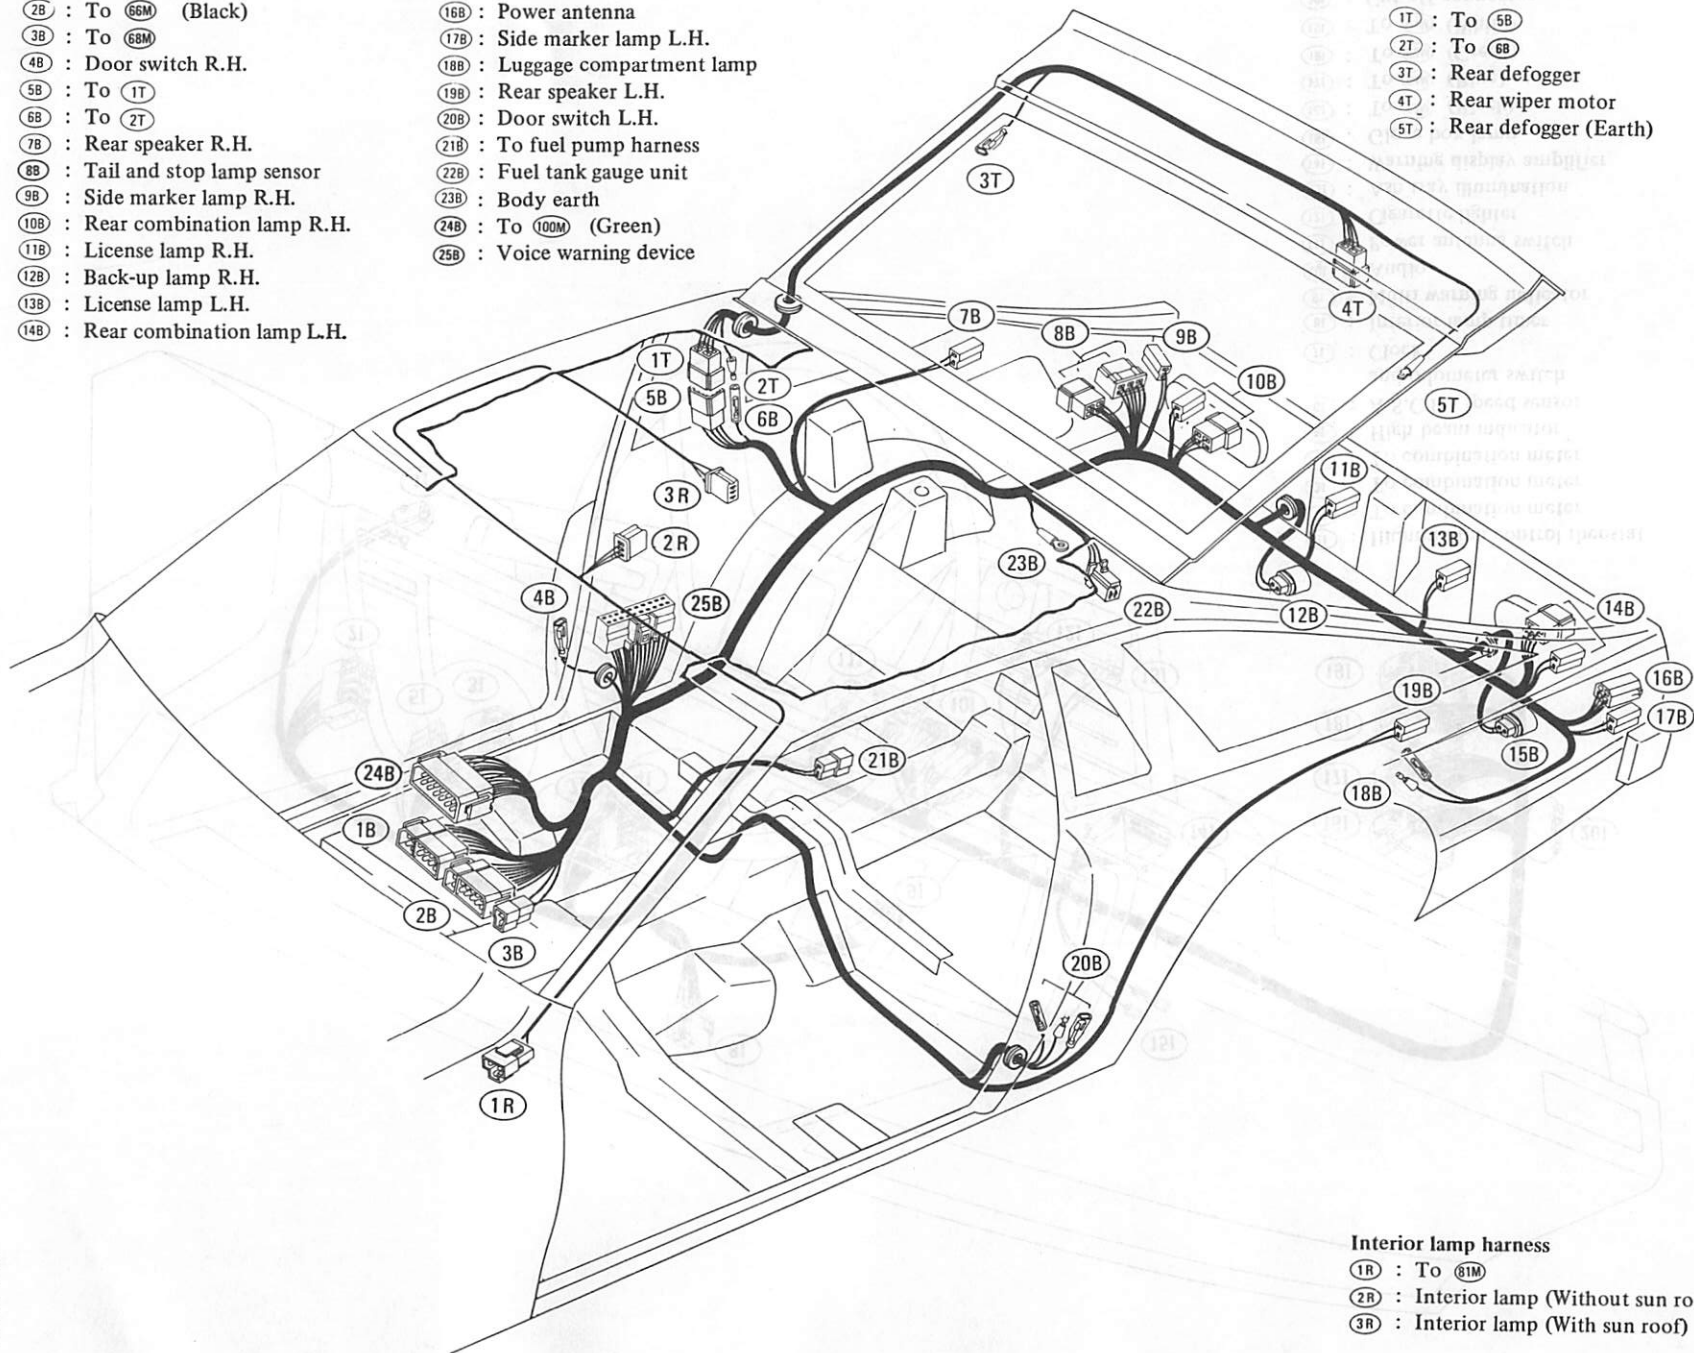 2B : To 66M (Black)
3B : To 68M
4B : Door switch R.H.
5B : To 1T
6B : To 2T
7B : Rear speaker R.H.
8B : Tail and stop lamp sensor
9B : Side marker lamp R.H.
10B : Rear combination lamp R.H.
11B : License lamp R.H.
12B : Back-up lamp R.H.
13B : License lamp L.H.
14B : Rear combination lamp L.H.
16B : Power antenna
17B : Side marker lamp L.H.
18B : Luggage compartment lamp
19B : Rear speaker L.H.
20B : Door switch L.H.
21B : To fuel pump harness
22B : Fuel tank gauge unit
23B : Body earth
24B : To 100M (Green)
25B : Voice warning device
1T : To 5B
2T : To 6B
3T : Rear defogger
4T : Rear wiper motor
5T : Rear defogger (Earth)
3T
4T
7B
8B
9B
1T
2T
10B
5B
6B
5T
11B
3R
2R
13B
23B
4B
25B
22B
12B
14B
16B
19B
17B
21B
15B
24B
18B
1B
2B
3B
20B
1R
Interior lamp harness
1R : To 81M
2R : Interior lamp (Without sun ro
3R : Interior lamp (With sun roof)